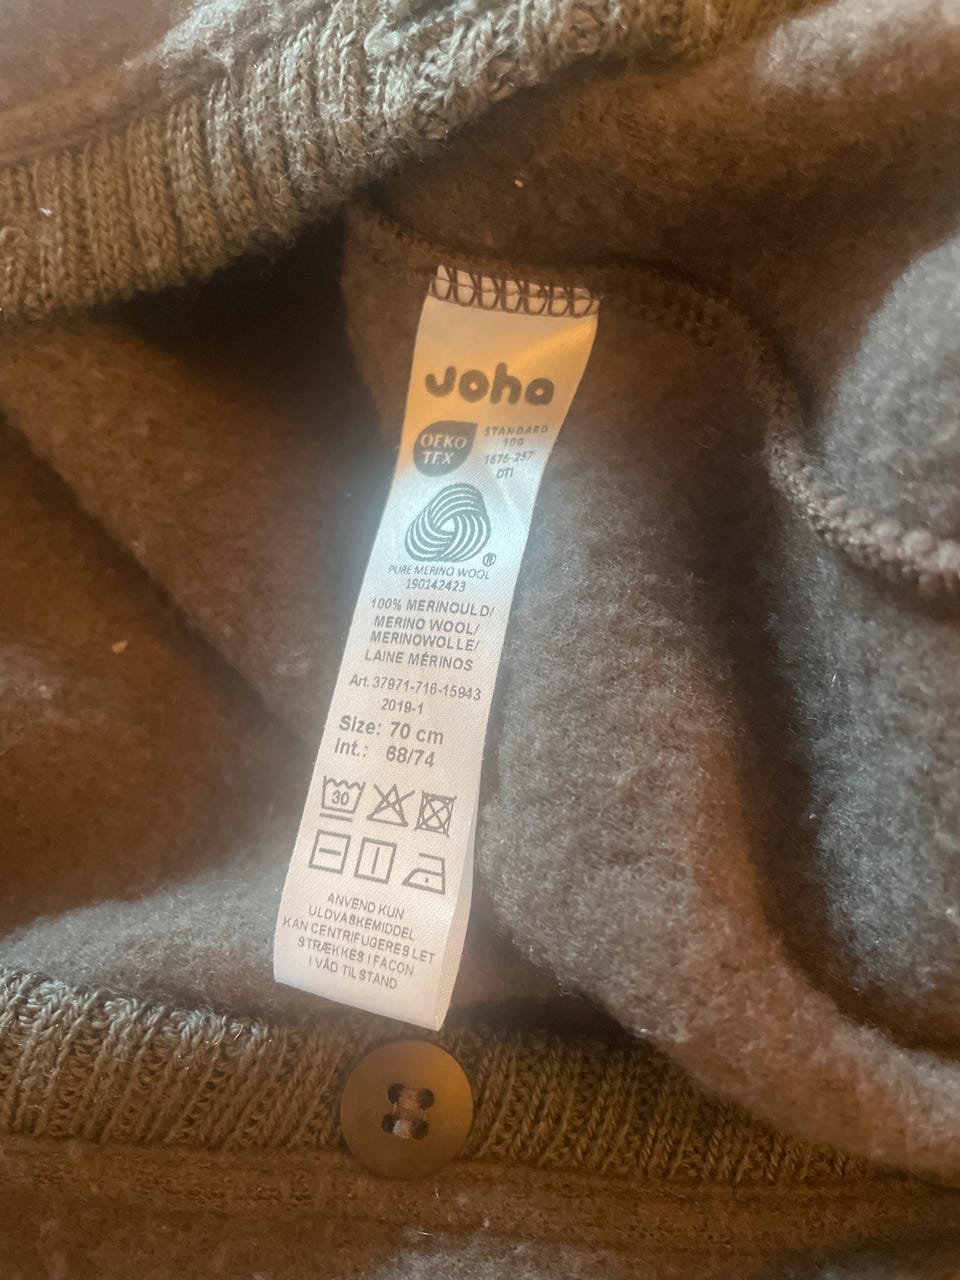 Joha
OEKO
TEX
STANDARD
100
1676-257
DTI
®
PURE MERINO WOOL
190142423
100% MERINOULD/
MERINO WOOL/
MERINOWOLLE/
LAINE MÉRINOS
Art. 37971-716-15943
2019-1
Size: 70 cm
Int.: 68/74
30
ANVEND KUN
ULDVASKEMIDDEL
KAN CENTRIFUGERES LET
STRÆKKES I FACON
I VÅD TILSTAND